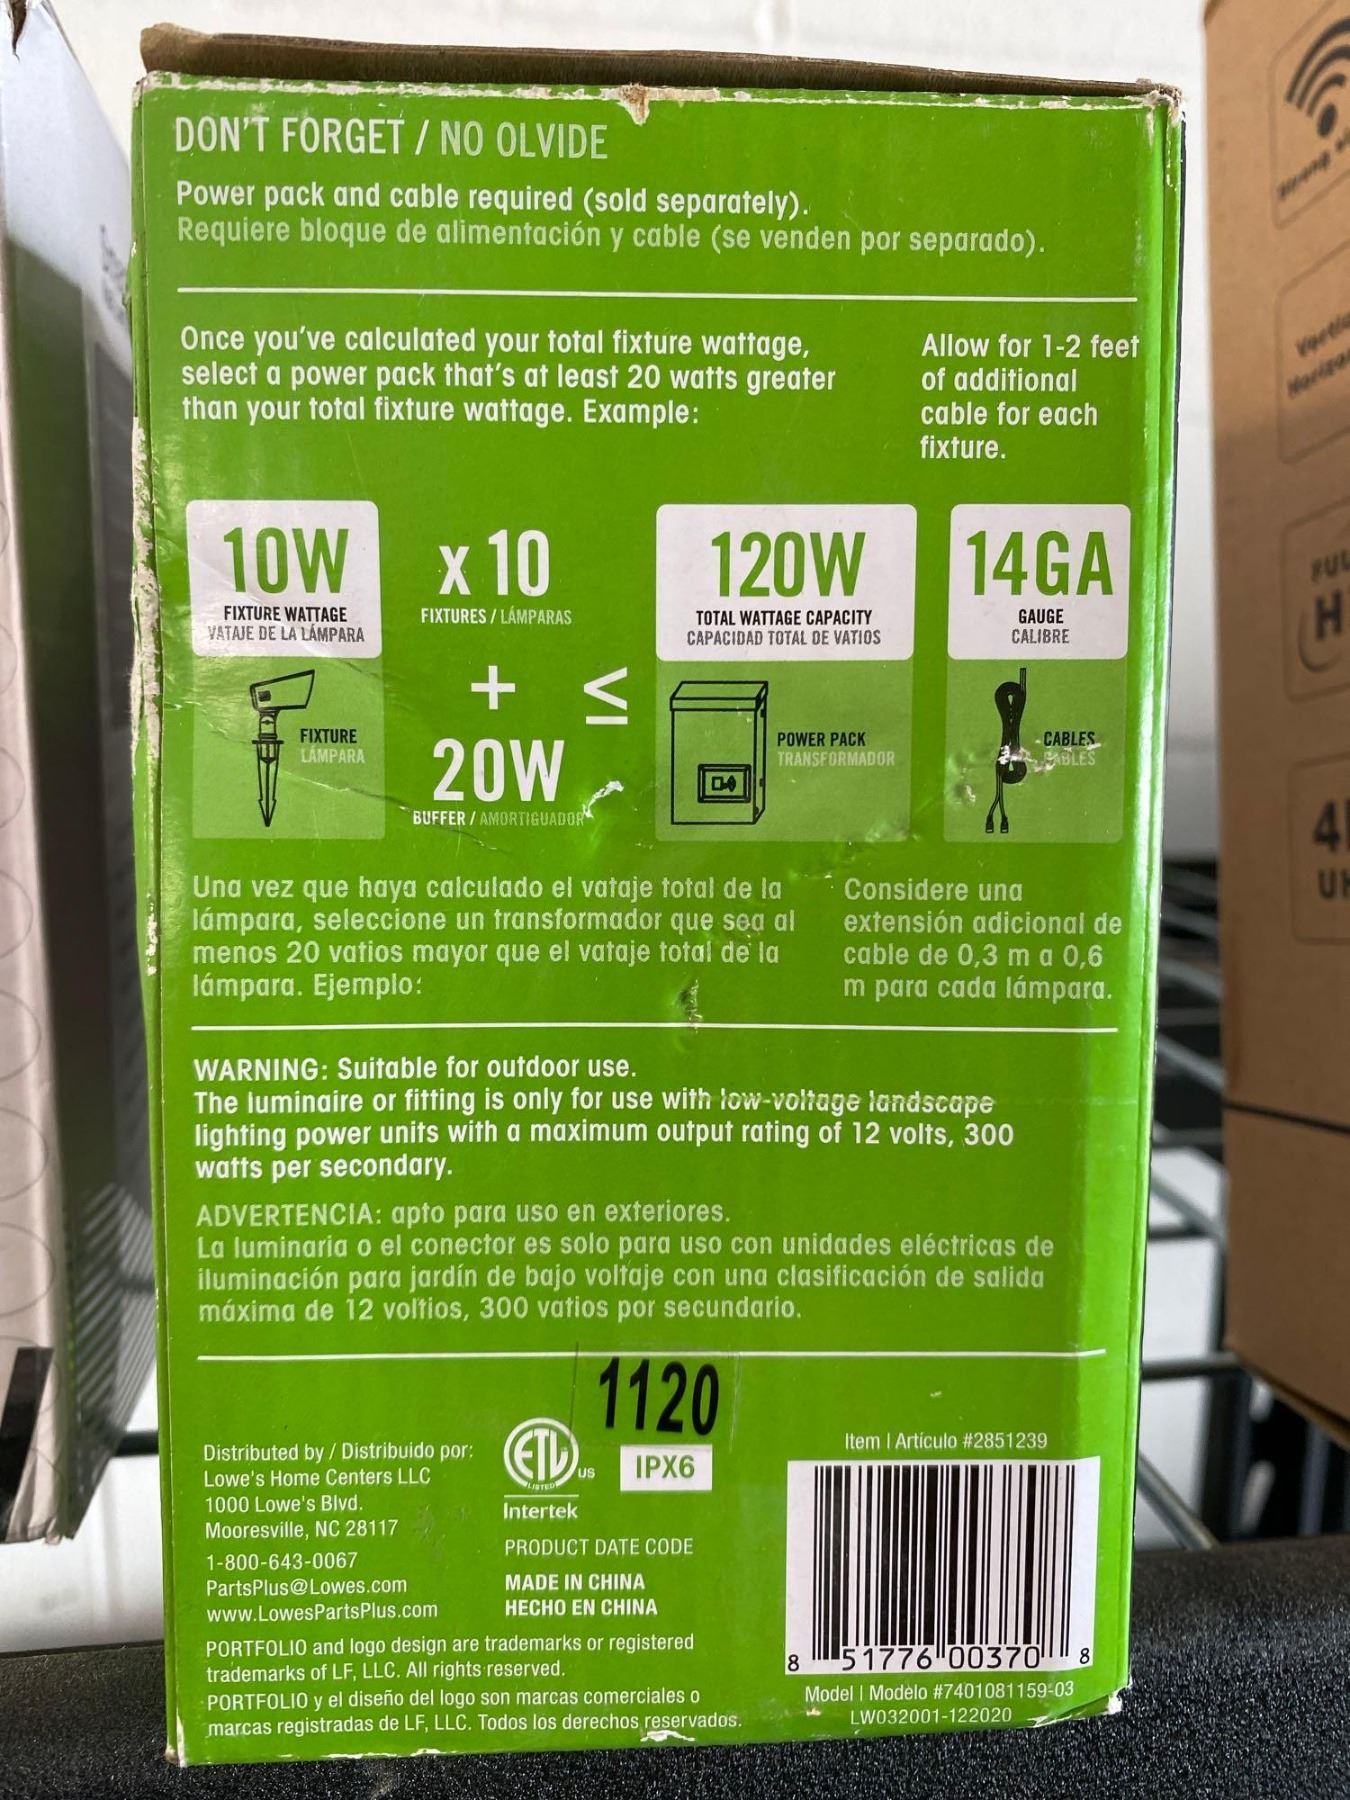 DON'T FORGET / NO OLVIDE
Power pack and cable required (sold separately).
Requiere bloque de alimentación y cable (se venden por separado).
Once you've calculated your total fixture wattage,
select a power pack that's at least 20 watts greater
than your total fixture wattage. Example:
Allow for 1-2 feet
of additional
cable for each
fixture.
10W
FIXTURE WATTAGE
VATAJE DE LA LÁMPARA
FIXTURE
LÁMPARA
x 10
FIXTURES / LÁMPARAS
+
20W
BUFFER / AMORTIGUADOR
≤
120W
TOTAL WATTAGE CAPACITY
CAPACIDAD TOTAL DE VATIOS
POWER PACK
TRANSFORMADOR
14GA
GAUGE
CALIBRE
CABLES
CABLES
Una vez que haya calculado el vataje total de la
lámpara, seleccione un transformador que sea al
menos 20 vatios mayor que el vataje total de la
lámpara. Ejemplo:
Considere una
extensión adicional de
cable de 0,3 m a 0,6
m para cada lámpara.
WARNING: Suitable for outdoor use.
The luminaire or fitting is only for use with low-voltage landscape
lighting power units with a maximum output rating of 12 volts, 300
watts per secondary.
ADVERTENCIA: apto para uso en exteriores.
La luminaria o el conector es solo para uso con unidades eléctricas de
iluminación para jardín de bajo voltaje con una clasificación de salida
máxima de 12 voltios, 300 vatios por secundario.
Distributed by / Distribuido por:
Lowe's Home Centers LLC
1000 Lowe's Blvd.
Mooresville, NC 28117
1-800-643-0067
PartsPlus@Lowes.com
www.LowesPartsPlus.com
ETL
LISTED
US
Intertek
1120
IPX6
PRODUCT DATE CODE
MADE IN CHINA
HECHO EN CHINA
PORTFOLIO and logo design are trademarks or registered
trademarks of LF, LLC. All rights reserved.
PORTFOLIO y el diseño del logo son marcas comerciales o
marcas registradas de LF, LLC. Todos los derechos reservados.
Item | Artículo #2851239
8 51776 00370 8
Model | Modelo #7401081159-03
LW032001-122020